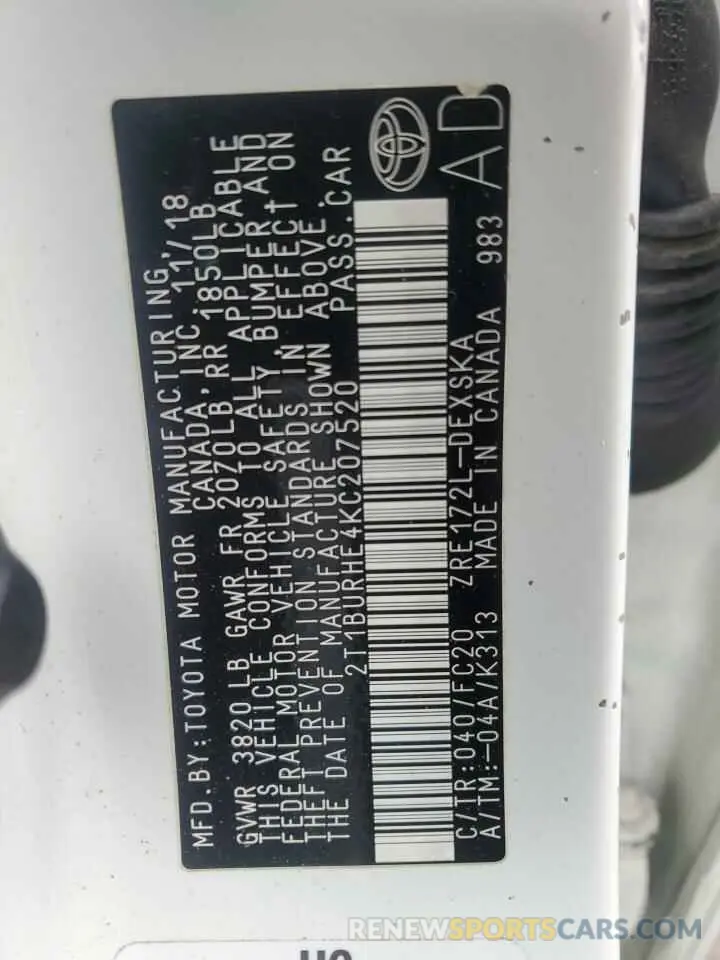 MFD.BY:TOYOTA MOTOR MANUFACTURING,
CANADA, INC. 11/18
GVWR 3820 LB GAWR FR 2070LB, RR 1850LB
THIS VEHICLE CONFORMS TO ALL APPLICABLE
FEDERAL MOTOR VEHICLE SAFETY, BUMPER, AND
THEFT PREVENTION STANDARDS IN EFFECT ON
THE DATE OF MANUFACTURE SHOWN ABOVE.
2T1BURHE4KC207520 PASS.CAR
C/TR:040/FC20 ZRE172L-DEXSKA
A/TM:-04A/K313 MADE IN CANADA 983
AD
RENEWSPORTSCARS.COM